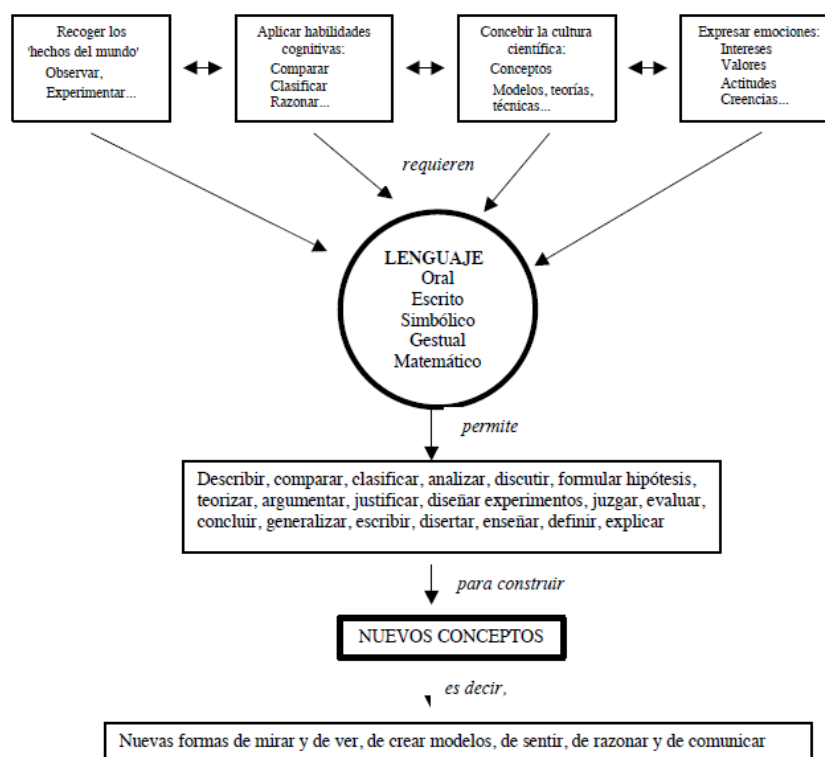 Recoger los
'hechos del mundo'
Observar,
Experimentar...
Aplicar habilidades
cognitivas:
Comparar
Clasificar
Razonar...
Concebir la cultura
científica:
Conceptos
Modelos, teorías,
técnicas...
Expresar emociones:
Intereses
Valores
Actitudes
Creencias...
requieren
LENGUAJE
Oral
Escrito
Simbólico
Gestual
Matemático
permite
Describir, comparar, clasificar, analizar, discutir, formular hipótesis,
teorizar, argumentar, justificar, diseñar experimentos, juzgar, evaluar,
concluir, generalizar, escribir, disertar, enseñar, definir, explicar
para construir
NUEVOS CONCEPTOS
es decir,
Nuevas formas de mirar y de ver, de crear modelos, de sentir, de razonar y de comunicar